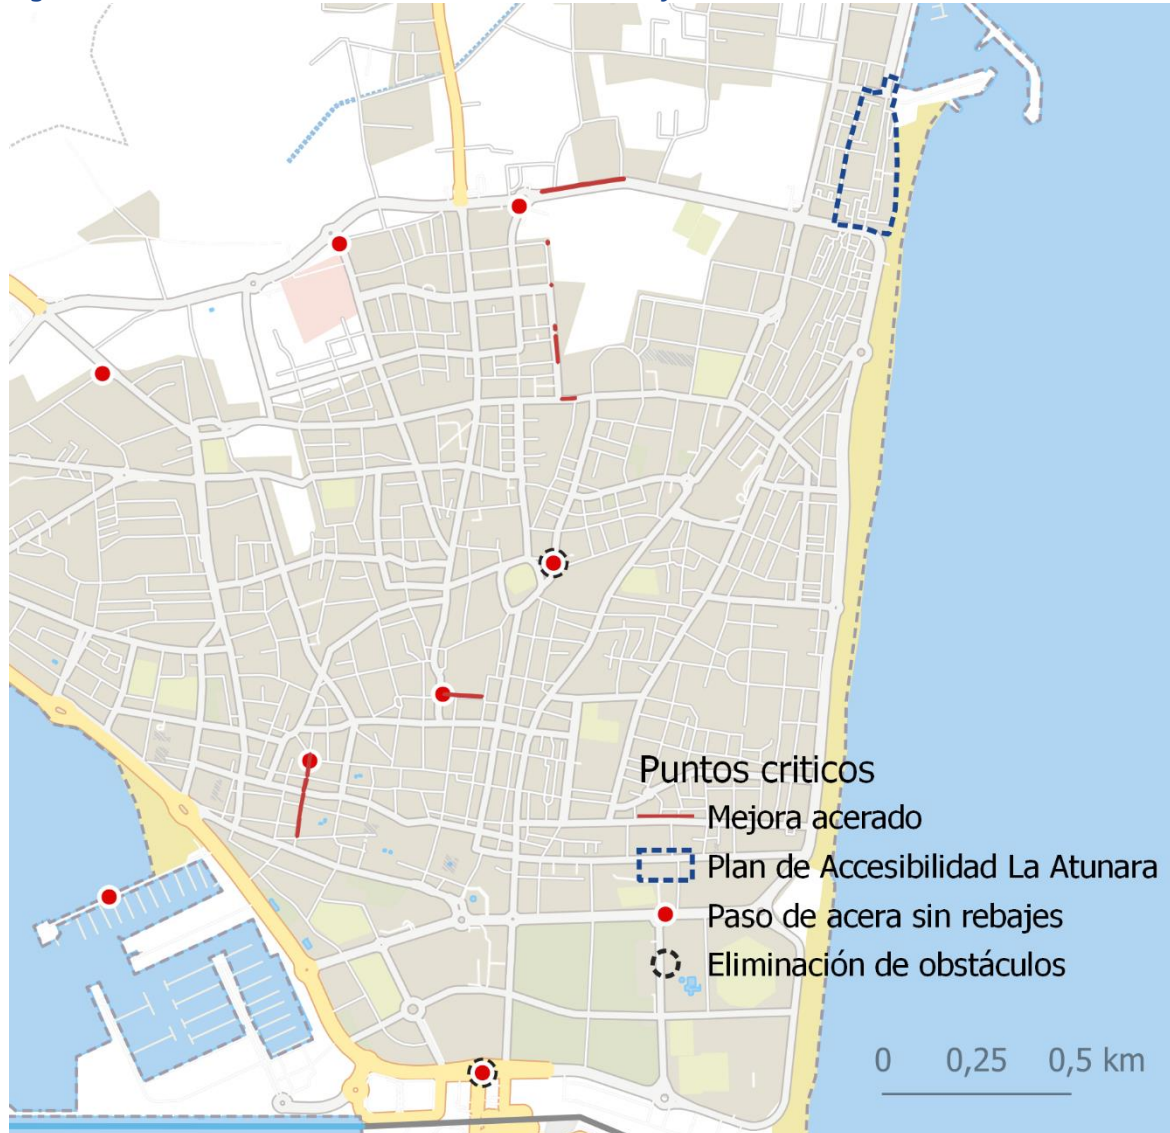 Puntos criticos
Mejora acerado
Plan de Accesibilidad La Atunara
Paso de acera sin rebajes
Eliminación de obstáculos
0 0,25 0,5 km